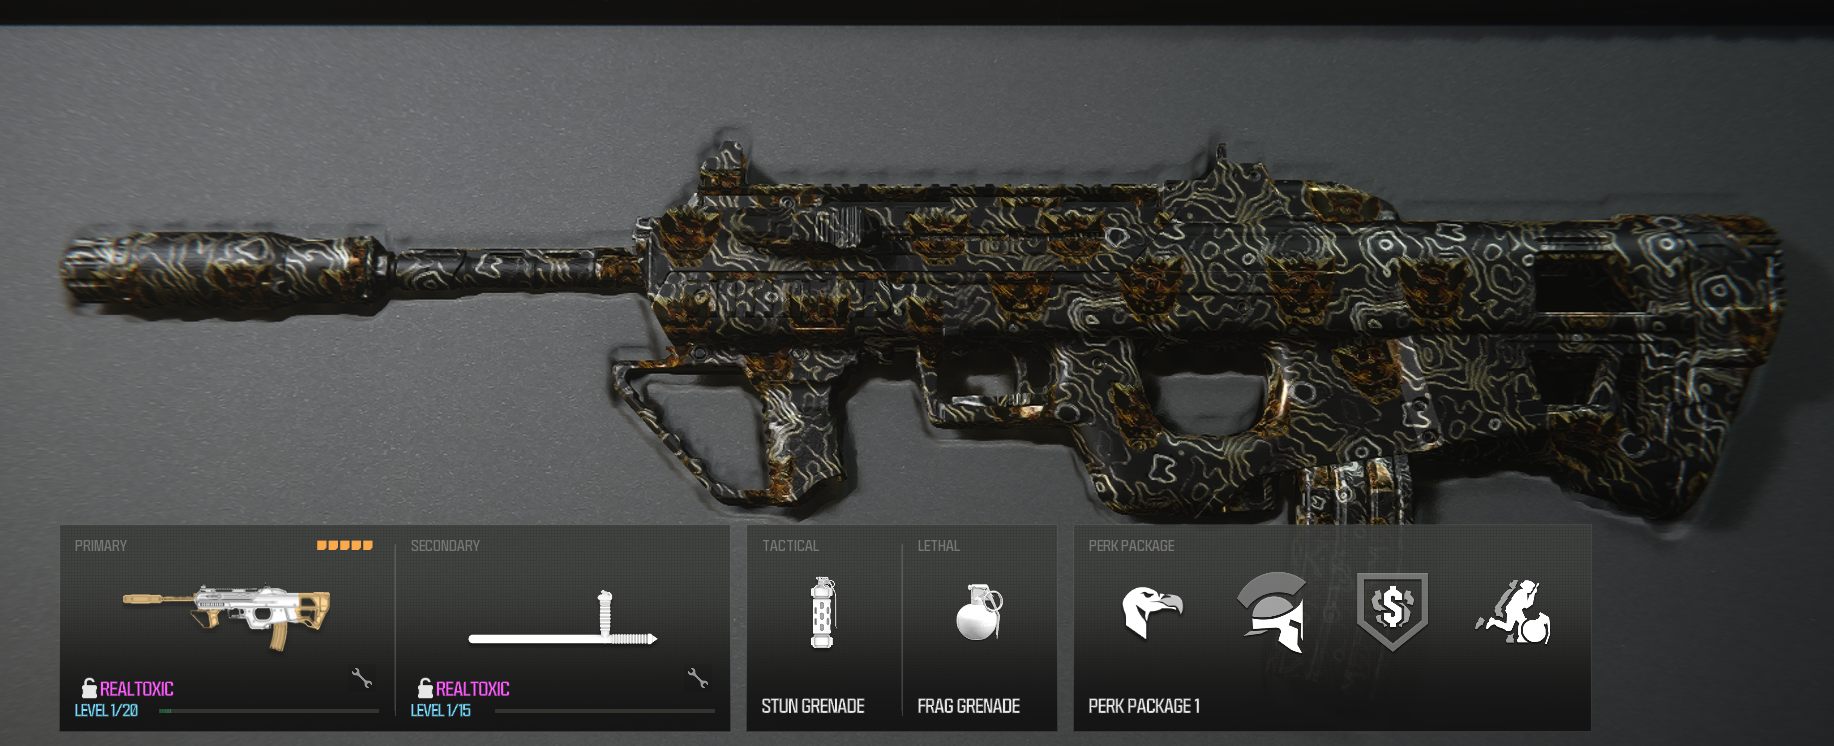 PRIMARY
SECONDARY
TACTICAL
LETHAL
PERK PACKAGE
REALTOXIC
LEVEL 1/20
REALTOXIC
LEVEL 1/15
STUN GRENADE
FRAG GRENADE
PERK PACKAGE 1